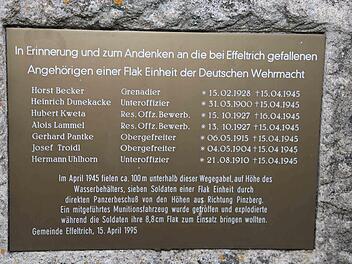 In Erinnerung und zum Andenken an die bei Effeltrich gefallenen
Angehörigen einer Flak Einheit der Deutschen Wehrmacht
Horst Becker Grenadier * 15.02.1928 +15.04.1945
Heinrich Dunekacke Unteroffizier * 31.03.1900 +15.04.1945
Hubert Kweta Res. Offz. Bewerb. * 15.10.1927 +16.04.1945
Alois Lammel Res. Offz. Bewerb. * 13.10.1927 +15.04.1945
Gerhard Pantke Obergefreiter * 06.05.1915 +15.04.1945
Josef Troidl Obergefreiter * 04.05.1904 +15.04.1945
Hermann Uhlhorn Unteroffizier * 21.08.1910 +15.04.1945
Im April 1945 fielen ca. 100 m unterhalb dieser Wegegabel, auf Höhe des
Wasserbehälters, sieben Soldaten einer Flak Einheit durch
direkten Panzerbeschuß von den Höhen aus Richtung Pinzberg.
Ein mitgeführtes Munitionsfahrzeug wurde getroffen und explodierte
während die Soldaten ihre 8,8 cm Flak zum Einsatz bringen wollten.
Gemeinde Effeltrich, 15. April 1995